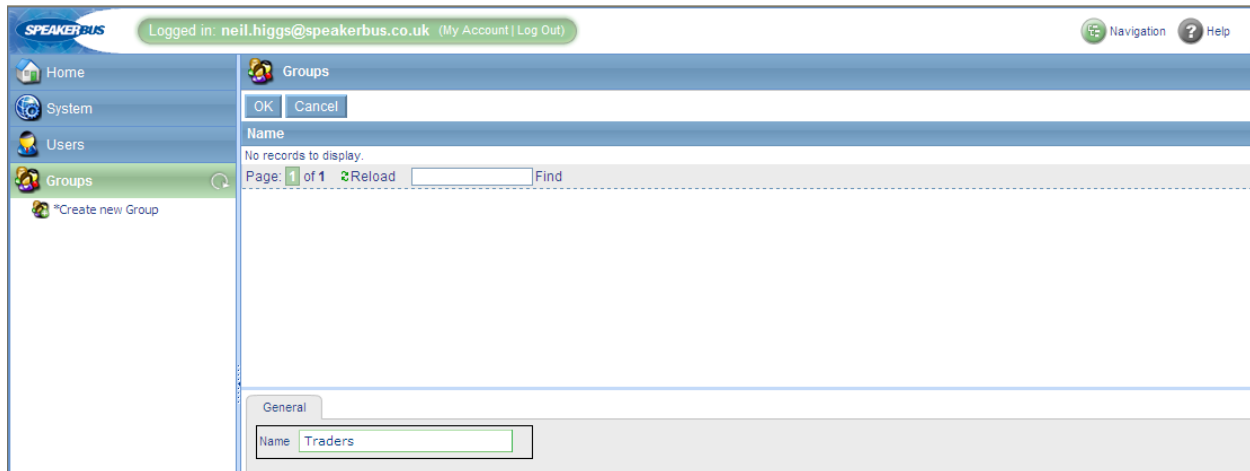 SPEAKERBUS
Logged in: neil.higgs@speakerbus.co.uk (My Account | Log Out)
Navigation
Help
Home
System
Users
Groups
*Create new Group
Groups
OK Cancel
Name
No records to display.
Page: 1 of 1 Reload Find
General
Name Traders